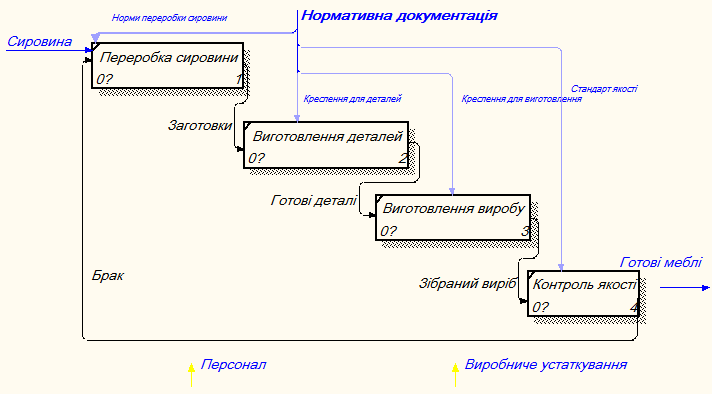 Норми переробки сировини
Нормативна документація
Сировина
Переробка сировини
0? 1
Стандарт якості
Креслення для деталей
Креслення для виготовлення
Заготовки
Виготовлення деталей
0? 2
Готові деталі
Виготовлення виробу
0? 3
Готові меблі
Брак
Зібраний виріб
Контроль якості
0? 4
Персонал
Виробниче устаткування